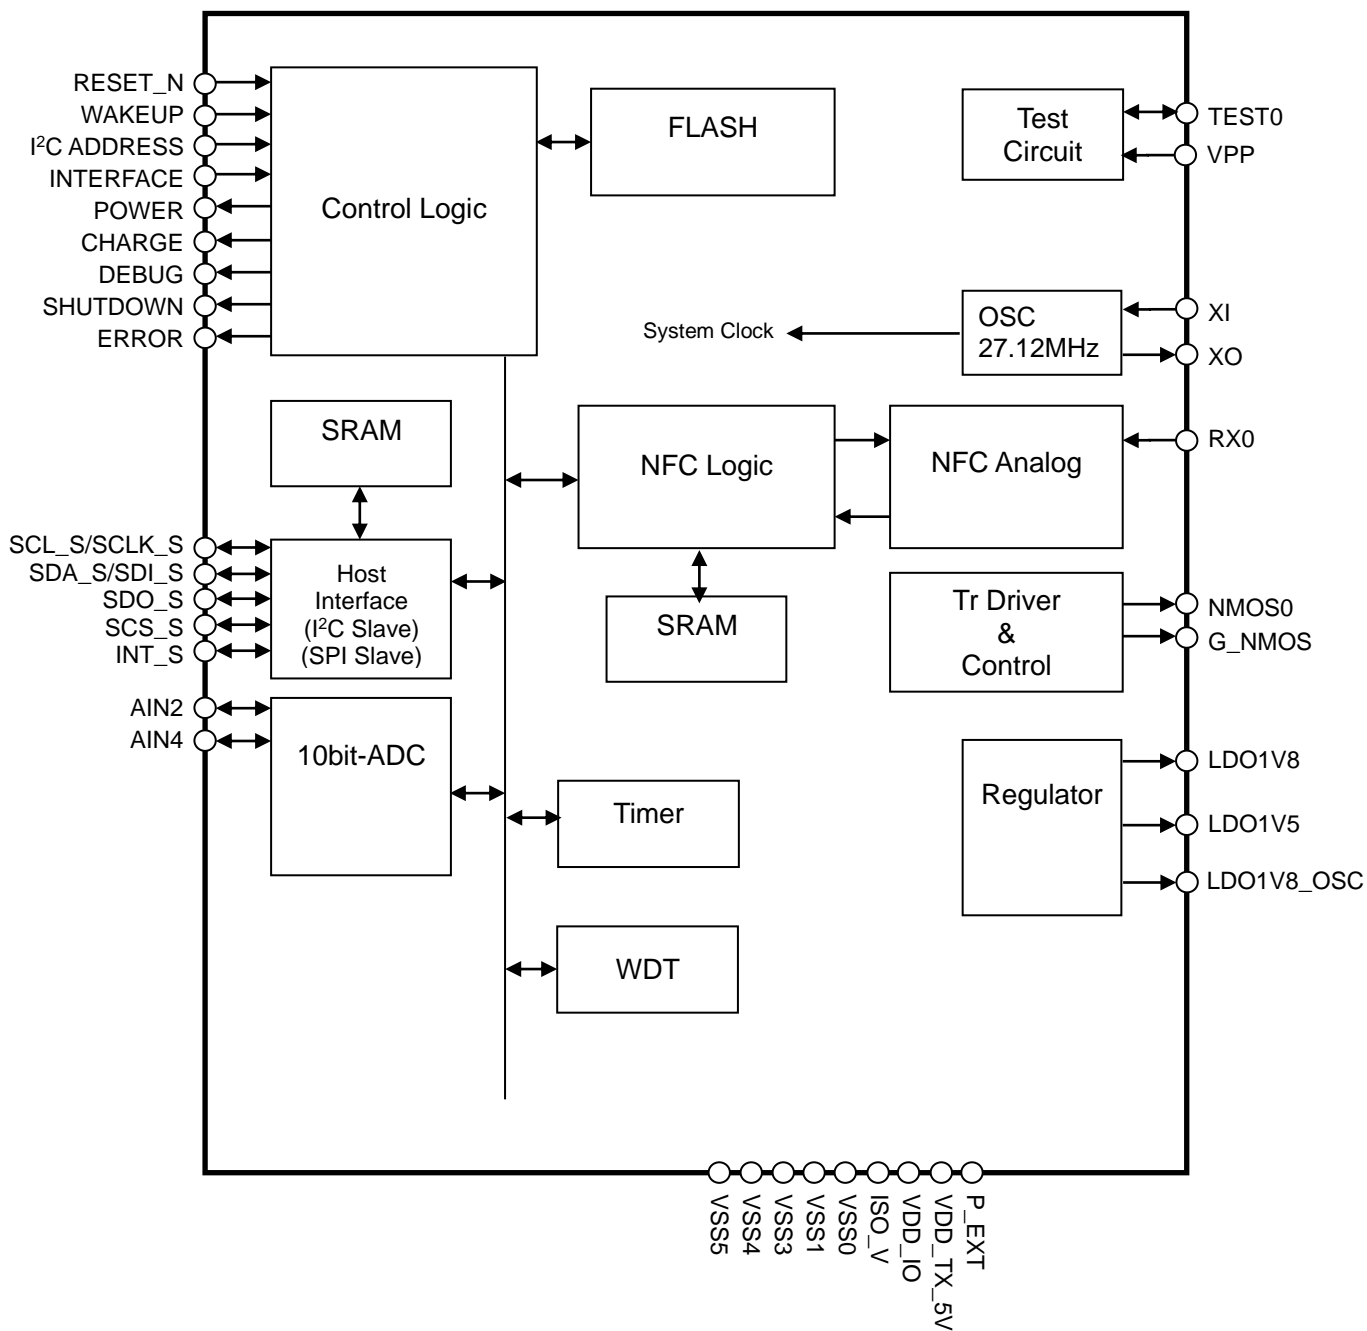 RESET_N
WAKEUP
I²C ADDRESS
INTERFACE
POWER
CHARGE
DEBUG
SHUTDOWN
ERROR
Control Logic
FLASH
Test
Circuit
TEST0
VPP
System Clock
OSC
27.12MHz
XI
XO
SRAM
NFC Logic
NFC Analog
RX0
SCL_S/SCLK_S
SDA_S/SDI_S
SDO_S
SCS_S
INT_S
Host
Interface
(I²C Slave)
(SPI Slave)
SRAM
Tr Driver
&
Control
NMOS0
G_NMOS
AIN2
AIN4
10bit-ADC
Timer
Regulator
LDO1V8
LDO1V5
LDO1V8_OSC
WDT
VSS5
VSS4
VSS3
VSS1
VSS0
ISO_V
VDD_IO
VDD_TX_5V
P_EXT